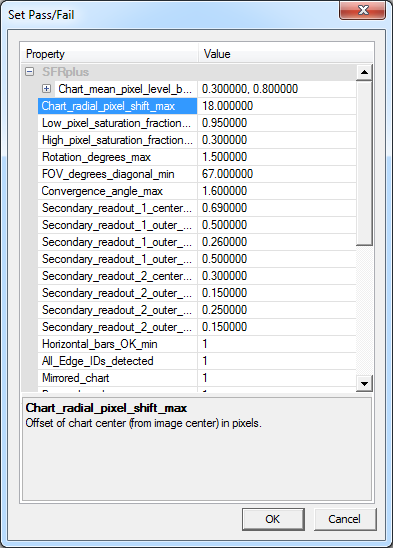 Set Pass/Fail
Property Value
SFRplus
Chart_mean_pixel_level_b... 0.300000, 0.800000
Chart_radial_pixel_shift_max 18.000000
Low_pixel_saturation_fraction... 0.950000
High_pixel_saturation_fraction... 0.300000
Rotation_degrees_max 1.500000
FOV_degrees_diagonal_min 67.000000
Convergence_angle_max 1.600000
Secondary_readout_1_center... 0.690000
Secondary_readout_1_outer_... 0.500000
Secondary_readout_1_outer_... 0.260000
Secondary_readout_1_outer_... 0.500000
Secondary_readout_2_center... 0.300000
Secondary_readout_2_outer_... 0.150000
Secondary_readout_2_outer_... 0.250000
Secondary_readout_2_outer_... 0.150000
Horizontal_bars_OK_min 1
All_Edge_IDs_detected 1
Mirrored_chart 1
Chart_radial_pixel_shift_max
Offset of chart center (from image center) in pixels.
OK Cancel